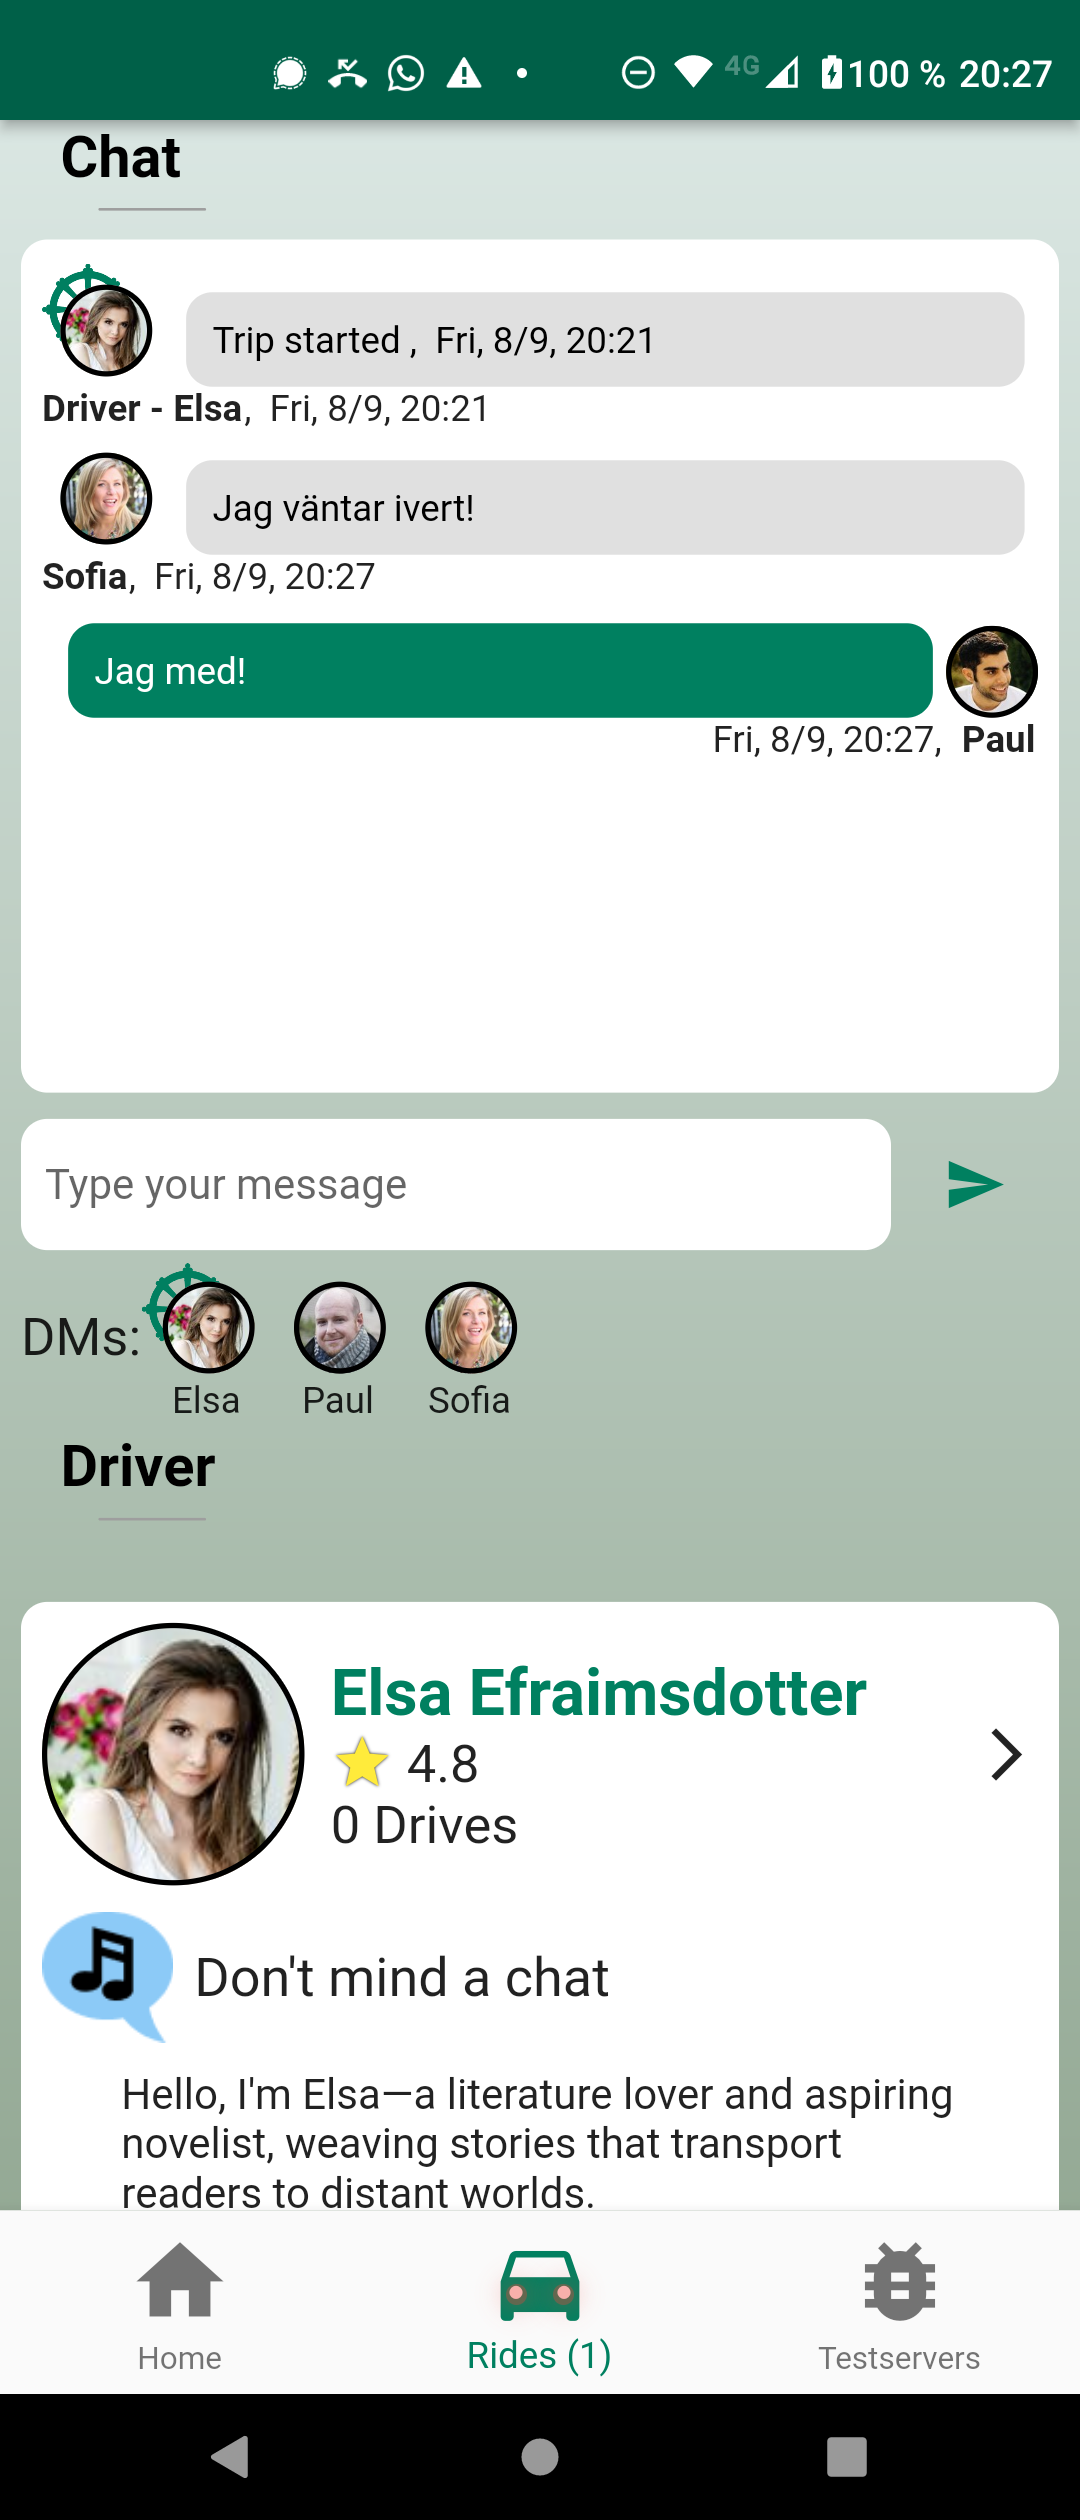 4G 100 % 20:27
Chat
Trip started ,  Fri, 8/9, 20:21
Driver - Elsa,  Fri, 8/9, 20:21
Jag väntar ivert!
Sofia,  Fri, 8/9, 20:27
Jag med!
Fri, 8/9, 20:27,  Paul
Type your message
DMs:
Elsa Paul Sofia
Driver
Elsa Efraimsdotter
4.8
0 Drives
Don't mind a chat
Hello, I'm Elsa—a literature lover and aspiring
novelist, weaving stories that transport
readers to distant worlds.
Home Rides (1) Testservers